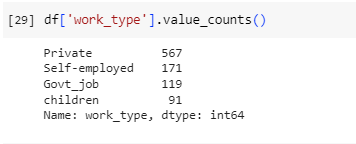 [29] df['work_type'].value_counts()
Private          567
Self-employed    171
Govt_job         119
children          91
Name: work_type, dtype: int64